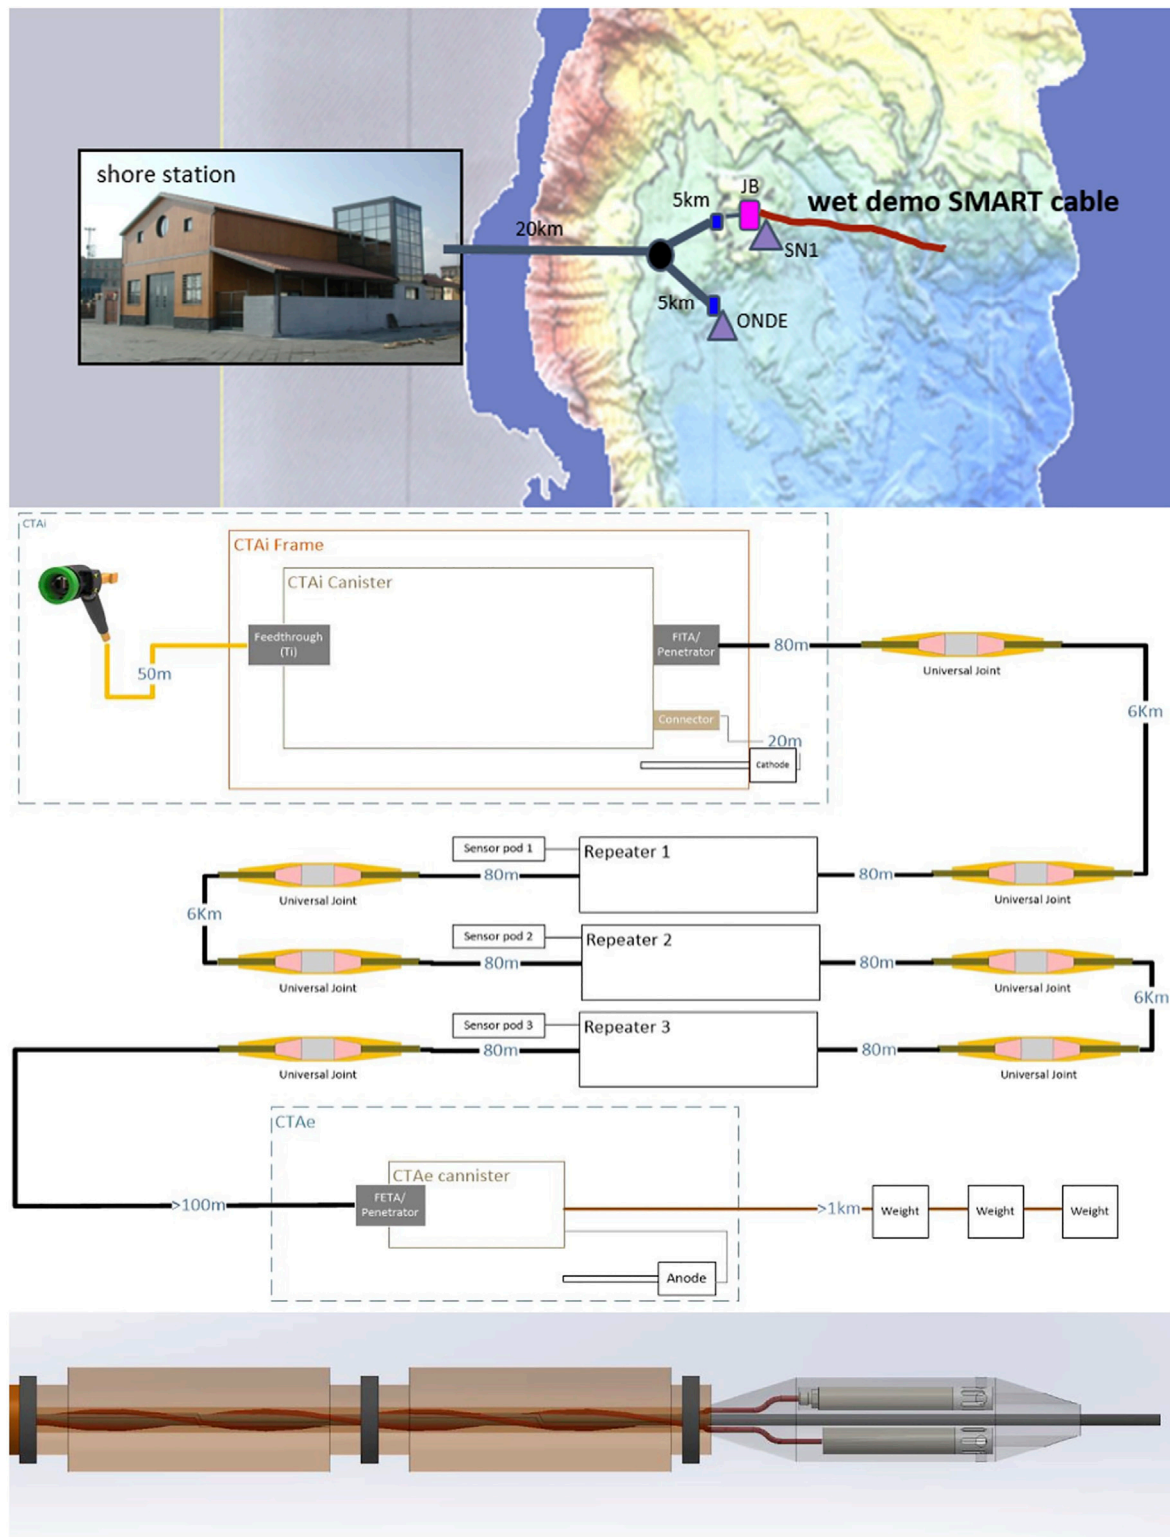 shore station
20km
5km
JB
wet demo SMART cable
SN1
5km
ONDE
CTAi
CTAi Frame
CTAi Canister
Feedthrough
(Ti)
FITA/
Penetrator
80m
Universal Joint
50m
6Km
Connector
20m
Cathode
Sensor pod 1
Repeater 1
80m
80m
Universal Joint
Universal Joint
6Km
Sensor pod 2
Repeater 2
80m
80m
Universal Joint
Universal Joint
6Km
Sensor pod 3
Repeater 3
80m
80m
Universal Joint
Universal Joint
CTAe
CTAe cannister
FETA/
Penetrator
>100m
>1km
Weight
Weight
Weight
Anode